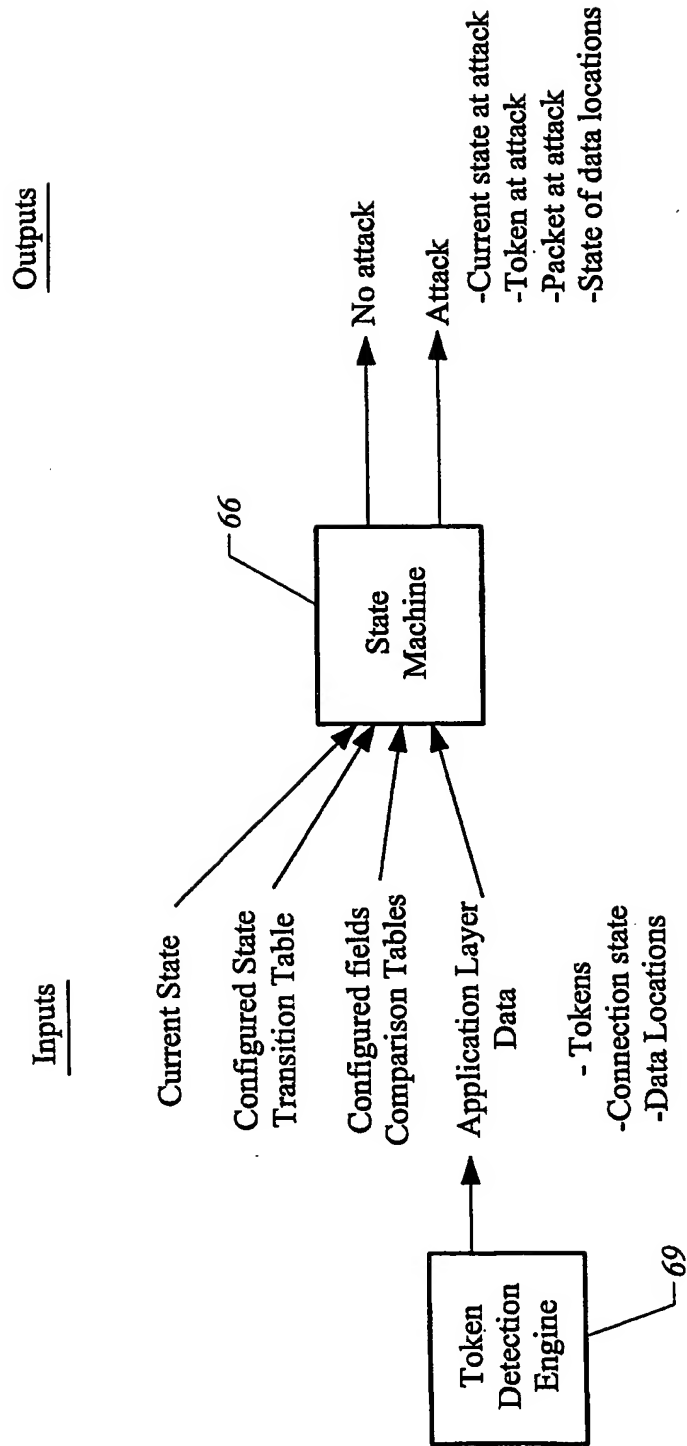 Inputs
Outputs
Current State
Configured State
Transition Table
Configured fields
Comparison Tables
Application Layer
Data
- Tokens
-Connection state
-Data Locations
Token
Detection
Engine
69
State
Machine
66
No attack
Attack
-Current state at attack
-Token at attack
-Packet at attack
-State of data locations